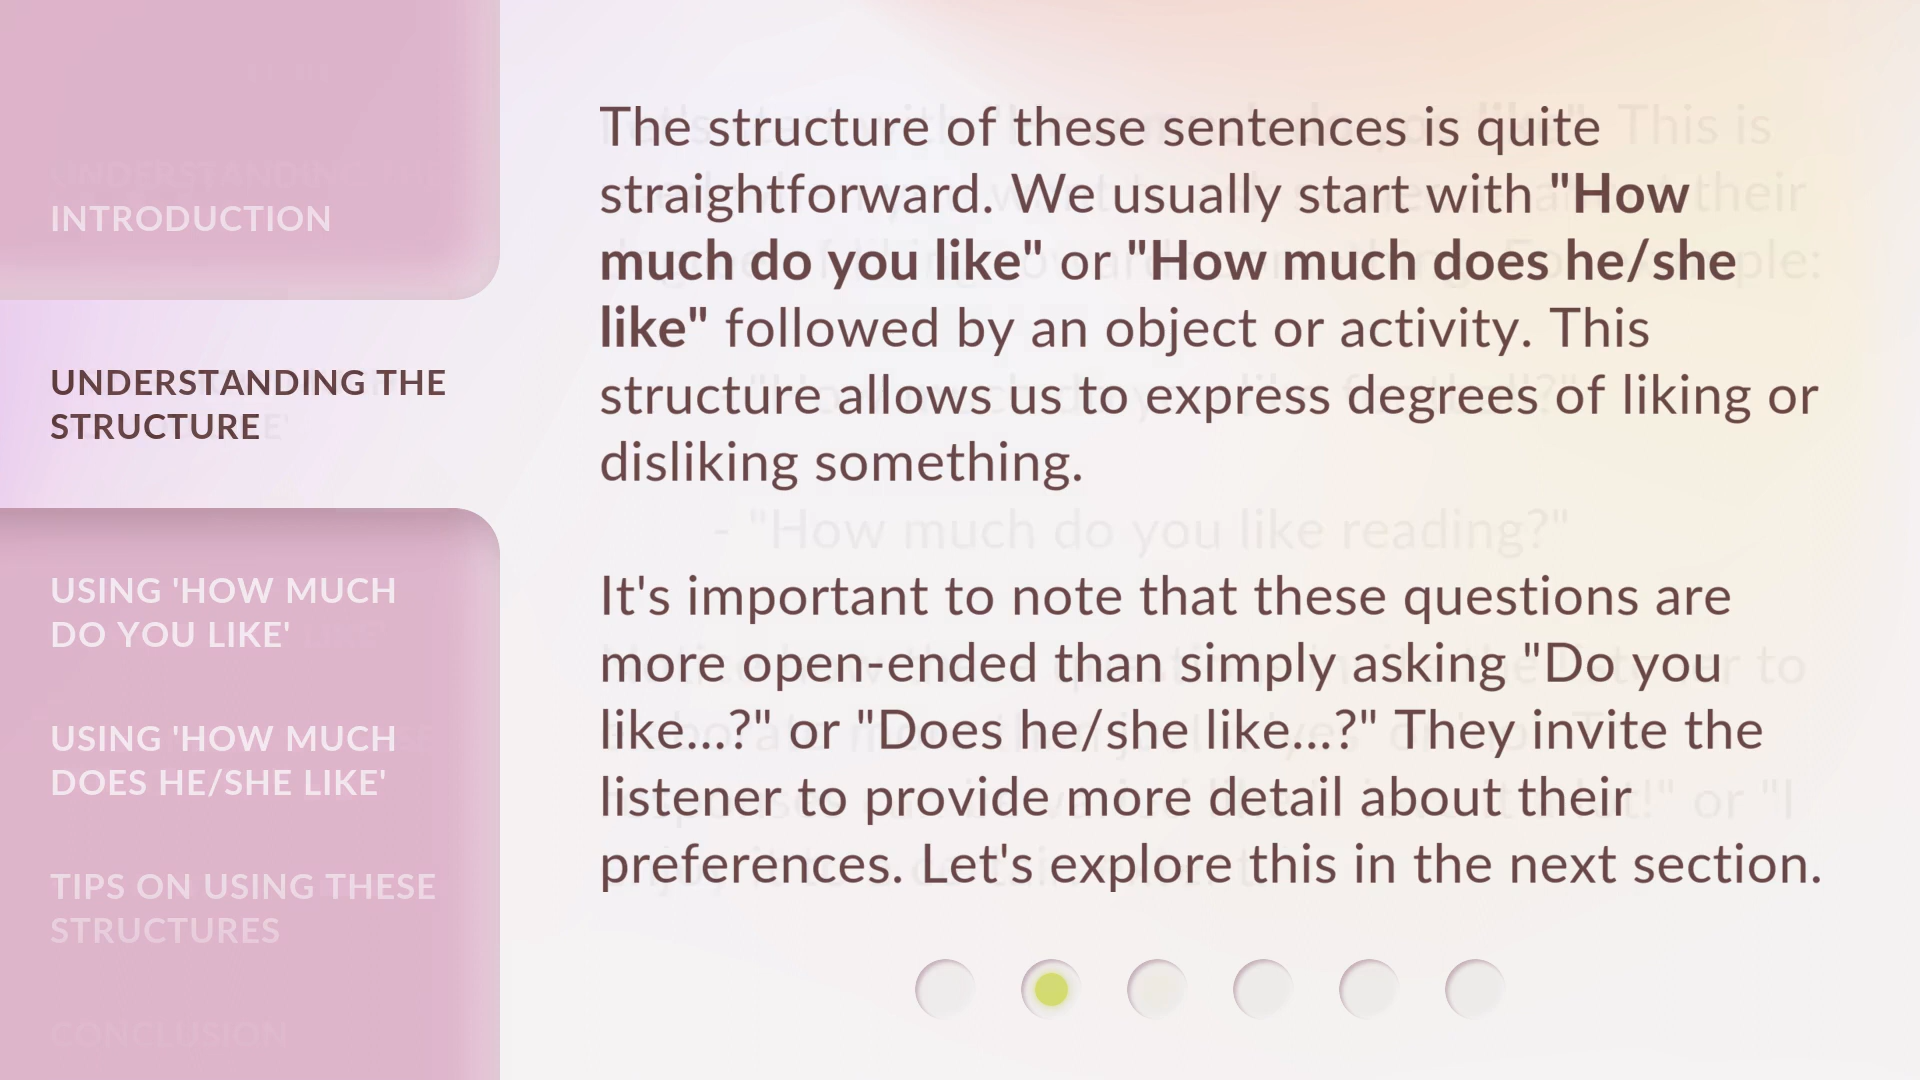 INTRODUCTION
UNDERSTANDING THE
STRUCTURE
USING 'HOW MUCH
DO YOU LIKE'
USING 'HOW MUCH
DOES HE/SHE LIKE'
TIPS ON USING THESE
STRUCTURES
CONCLUSION
The structure of these sentences is quite
straightforward. We usually start with "How
much do you like" or "How much does he/she
like" followed by an object or activity. This
structure allows us to express degrees of liking or
disliking something.
- "How much do you like reading?"
It's important to note that these questions are
more open-ended than simply asking "Do you
like...?" or "Does he/she like...?" They invite the
listener to provide more detail about their
preferences. Let's explore this in the next section.